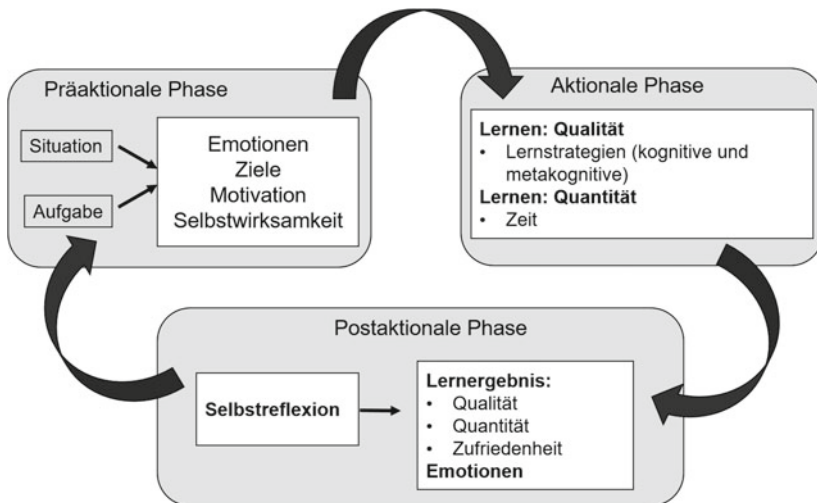 Präaktionale Phase
Situation
Aufgabe
Emotionen
Ziele
Motivation
Selbstwirksamkeit
Aktionale Phase
Lernen: Qualität
• Lernstrategien (kognitive und
metakognitive)
Lernen: Quantität
• Zeit
Postaktionale Phase
Selbstreflexion
Lernergebnis:
• Qualität
• Quantität
• Zufriedenheit
Emotionen